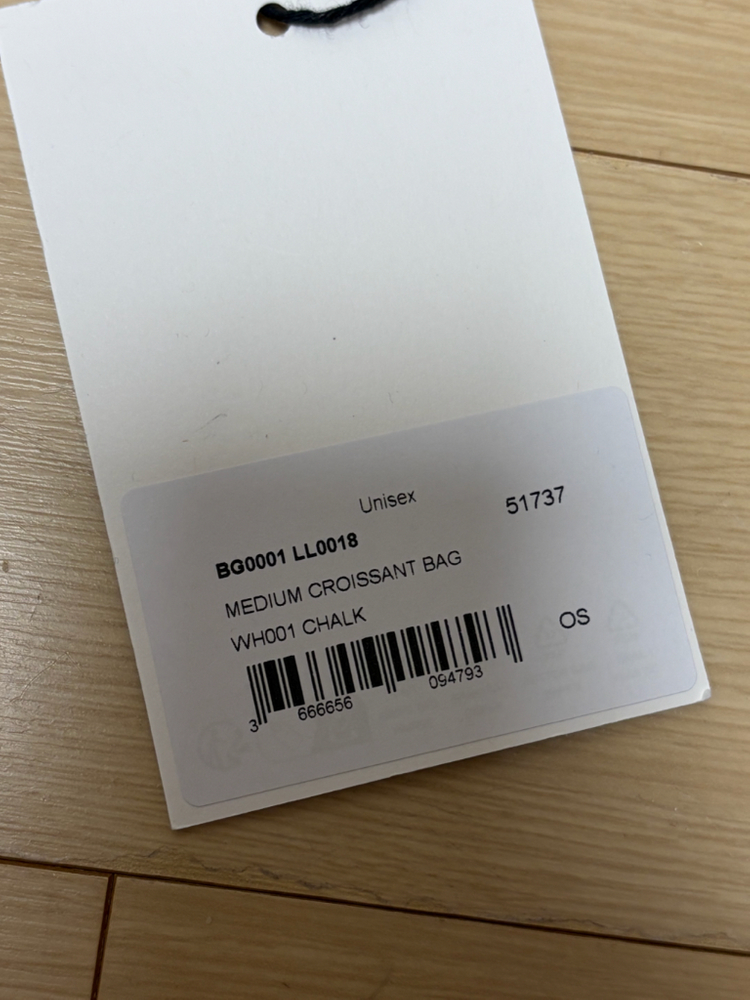 Unisex
51737
BG0001 LL0018
MEDIUM CROISSANT BAG
WH001 CHALK
OS
3 666656 094793